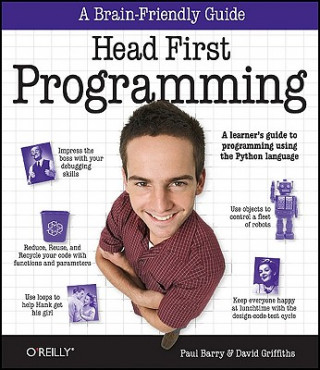 A Brain-Friendly Guide
Head First
Programming
A learner's guide to
programming using
the Python language
Impress the
boss with your
debugging
skills
Use objects to
control a fleet
of robots
Reduce, Reuse, and
Recycle your code with
functions and parameters
Use loops to
help Hank get
his girl
Keep everyone happy
at lunchtime with the
design-code-test cycle
O'REILLY®
Paul Barry & David Griffiths